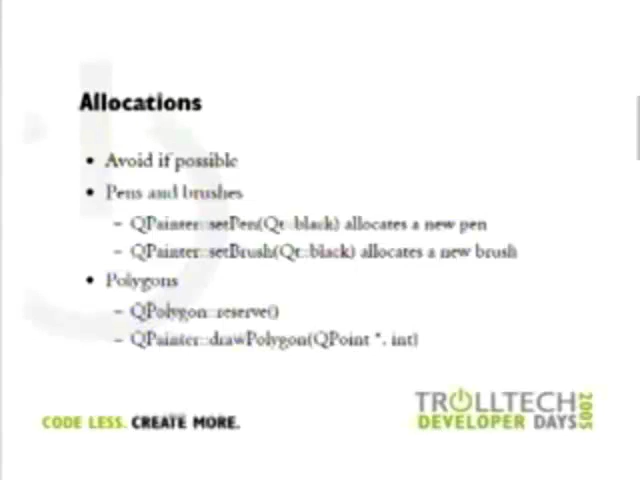 Allocations
• Avoid if possible
• Pens and brushes
– QPainter::setPen(Qt::black) allocates a new pen
– QPainter::setBrush(Qt::black) allocates a new brush
• Polygons
– QPolygon::reserve()
– QPainter::drawPolygon(QPoint *, int)
CODE LESS. CREATE MORE.
TROLLTECH
DEVELOPER DAYS 2005